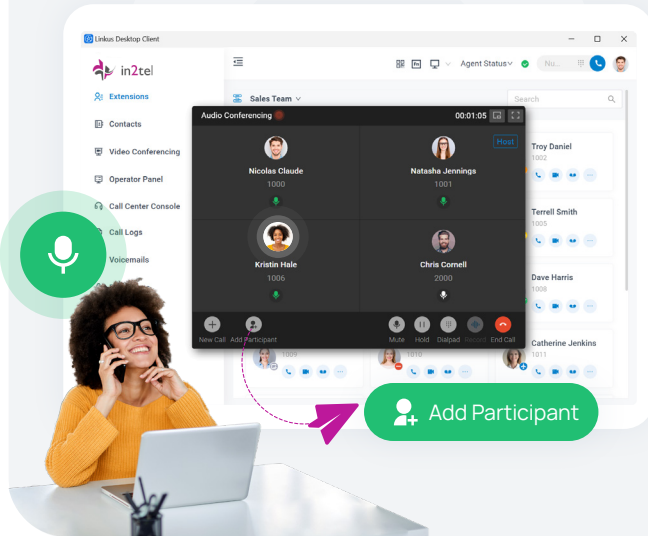 Linkus Desktop Client
in2tel
Agent Status
Nu...
Extensions
Sales Team
Search
Contacts
Video Conferencing
Operator Panel
Call Center Console
Call Logs
Voicemails
Audio Conferencing
00:01:05
Host
Nicolas Claude
1000
Natasha Jennings
1001
Kristin Hale
1006
Chris Cornell
2000
New Call
Add Participant
Mute
Hold
Dialpad
Record
End Call
Troy Daniel
1002
Terrell Smith
1005
Dave Harris
1008
1009
1010
Catherine Jenkins
1011
Add Participant